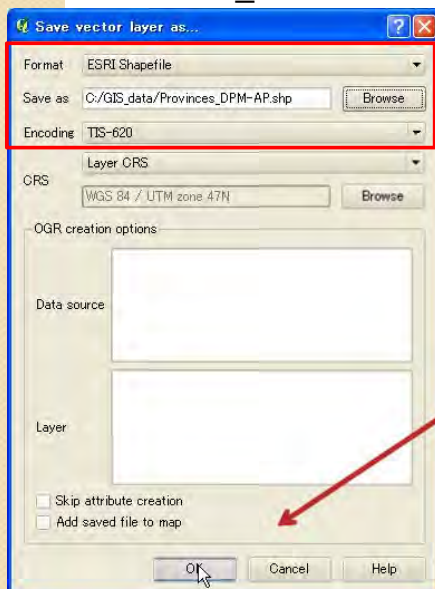 Save vector layer as...
Format ESRI Shapefile
Save as C:/GIS_data/Provinces_DPM-AP.shp Browse
Encoding TIS-620
Layer CRS
CRS
WGS 84 / UTM zone 47N Browse
OGR creation options
Data source
Layer
Skip attribute creation
Add saved file to map
OK Cancel Help